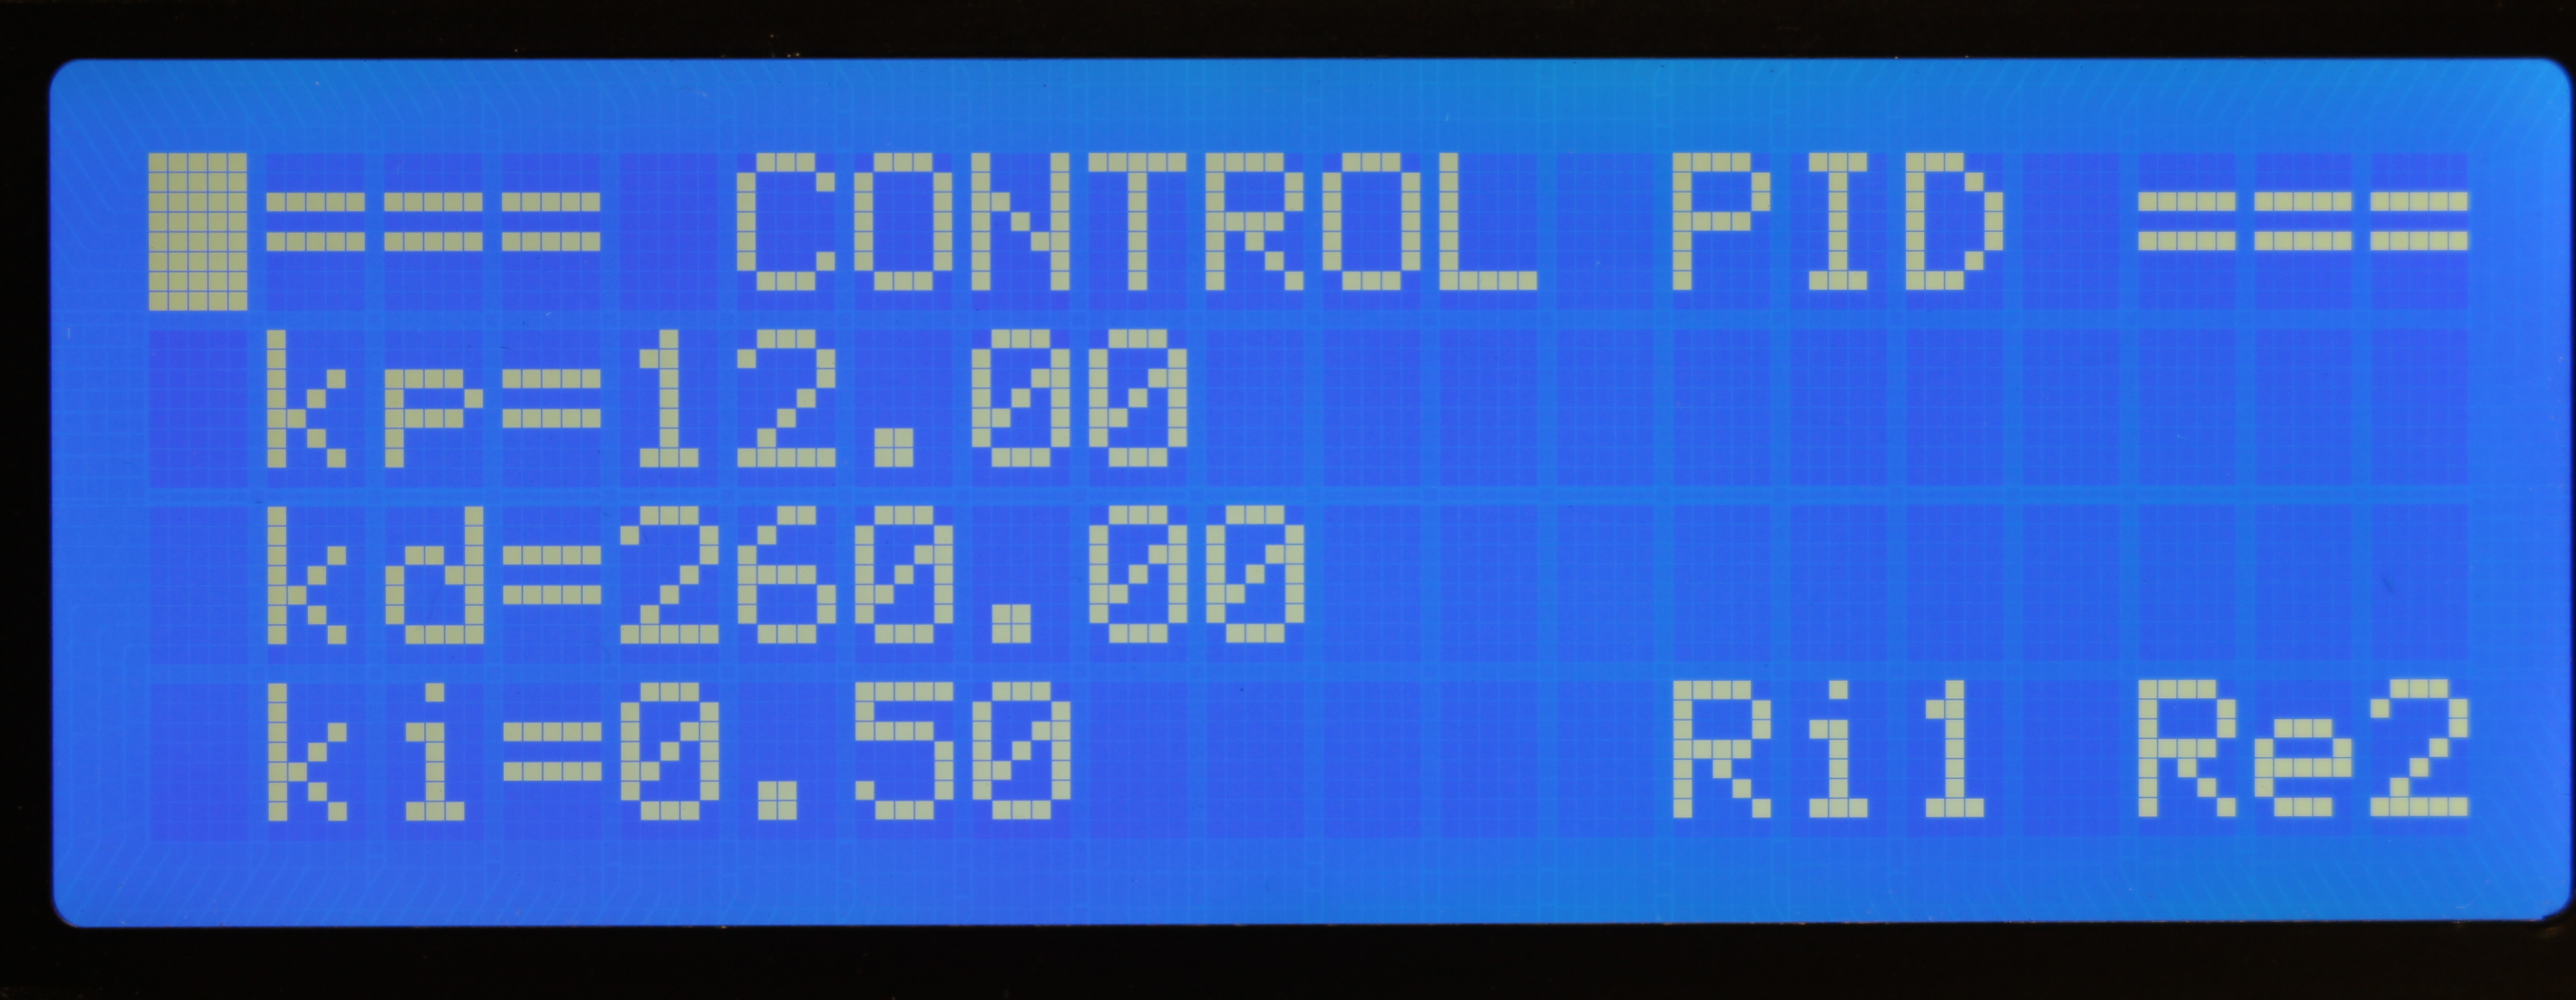 █=== CONTROL PID ===
kp=12.00
kd=260.00
ki=0.50 Ri1 Re2